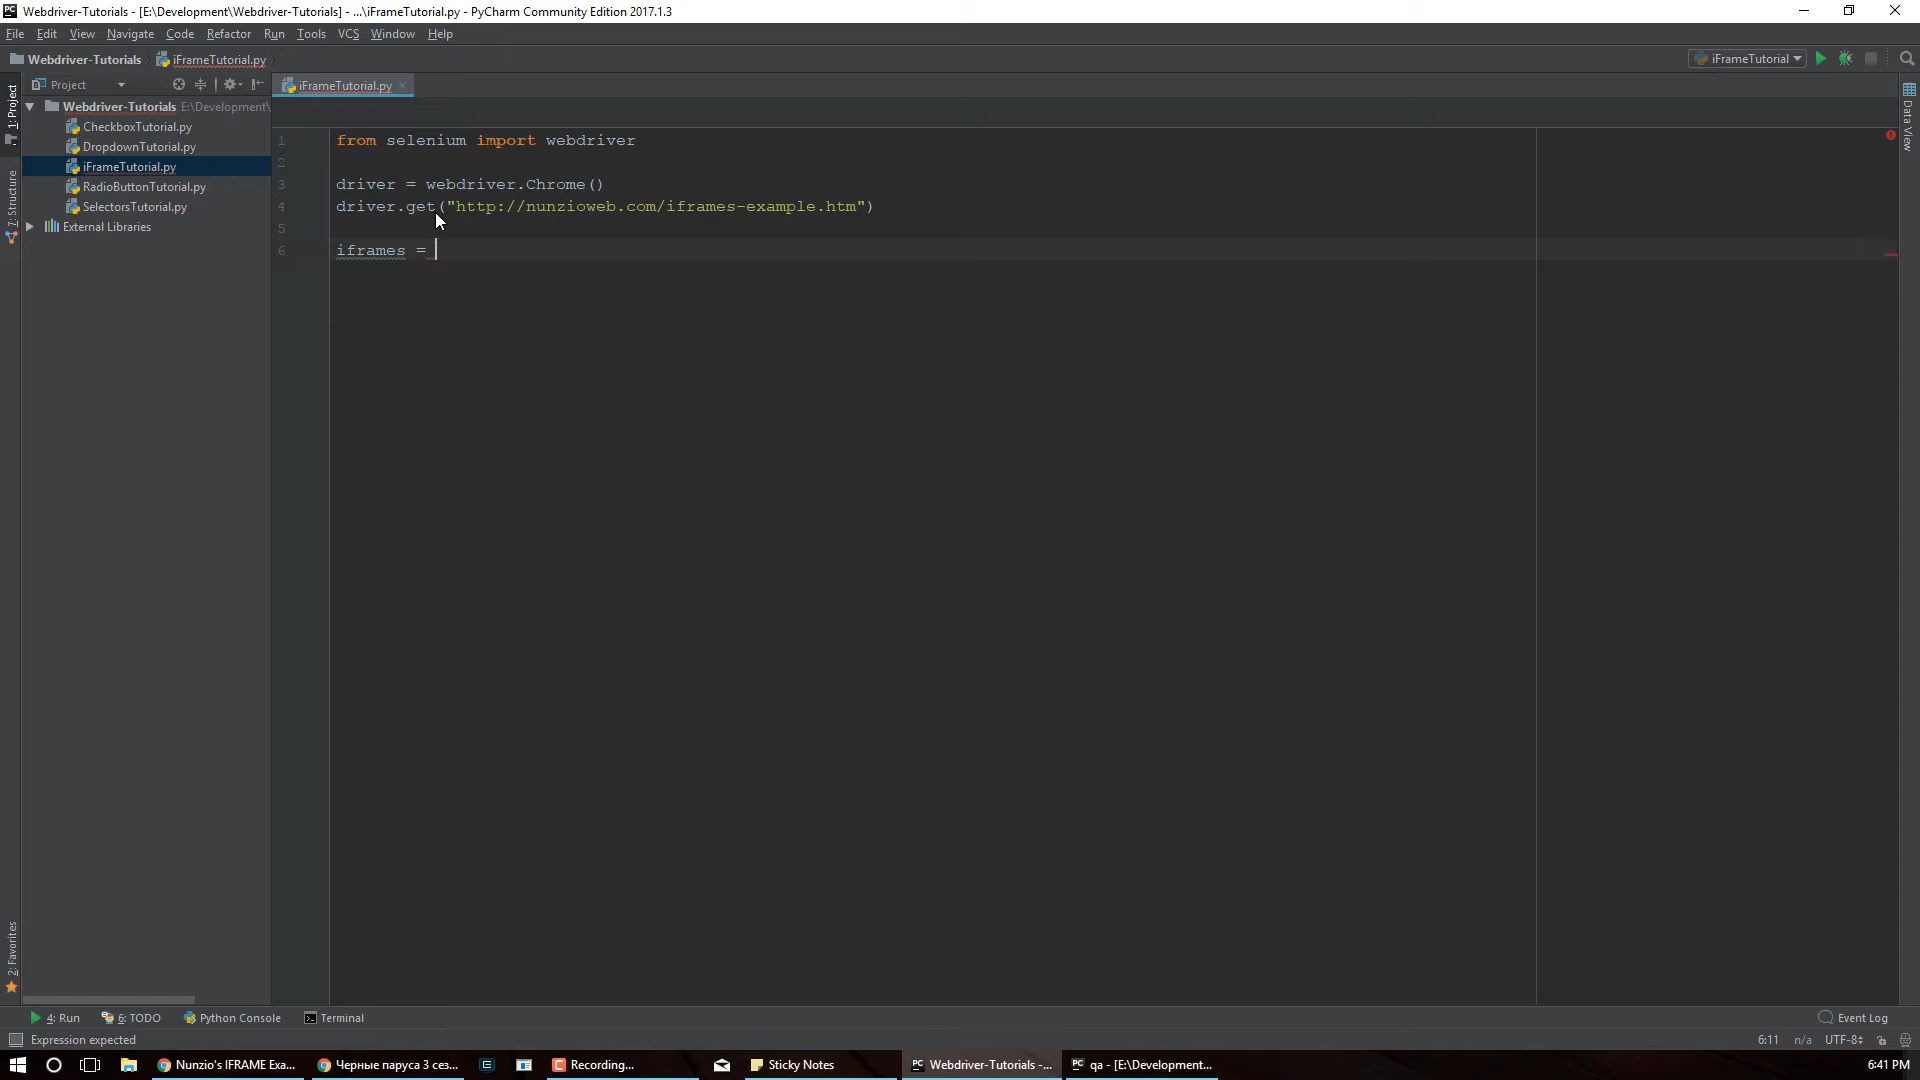 Webdriver-Tutorials - [E:\Development\Webdriver-Tutorials] - ...\iFrameTutorial.py - PyCharm Community Edition 2017.1.3
File Edit View Navigate Code Refactor Run Tools VCS Window Help
Webdriver-Tutorials iFrameTutorial.py iFrameTutorial
Project iFrameTutorial.py
Webdriver-Tutorials E:\Development\
CheckboxTutorial.py
DropdownTutorial.py
iFrameTutorial.py
RadioButtonTutorial.py
SelectorsTutorial.py
External Libraries
1: Project
7: Structure
2: Favorites
1 from selenium import webdriver
2
3 driver = webdriver.Chrome()
4 driver.get("http://nunzioweb.com/iframes-example.htm")
5
6 iframes =
Data View
4: Run 6: TODO Python Console Terminal Event Log
Expression expected 6:11 n/a UTF-8
Nunzio's IFRAME Exa... Черные паруса 3 сез... Recording... Sticky Notes Webdriver-Tutorials -... qa - [E:\Development... 6:41 PM